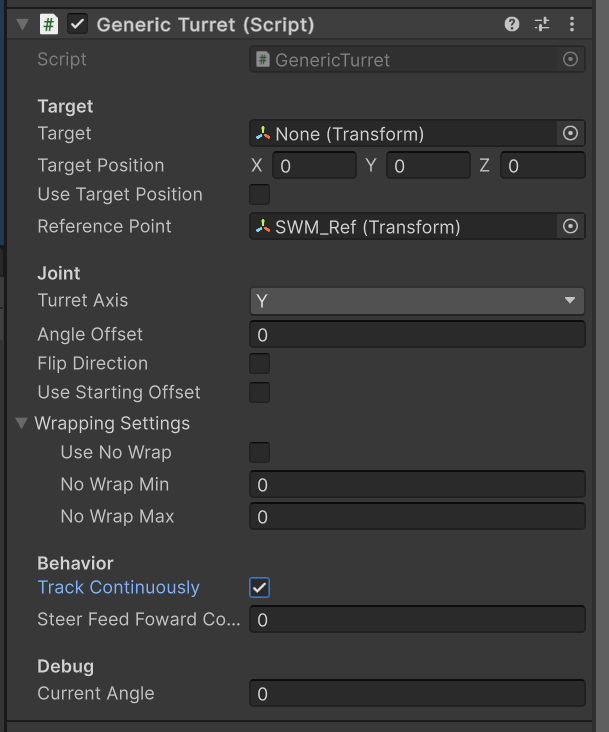 # Generic Turret (Script)
Script # GenericTurret
Target
Target None (Transform)
Target Position X 0 Y 0 Z 0
Use Target Position
Reference Point SWM_Ref (Transform)
Joint
Turret Axis Y
Angle Offset 0
Flip Direction
Use Starting Offset
Wrapping Settings
Use No Wrap
No Wrap Min 0
No Wrap Max 0
Behavior
Track Continuously
Steer Feed Foward Co... 0
Debug
Current Angle 0